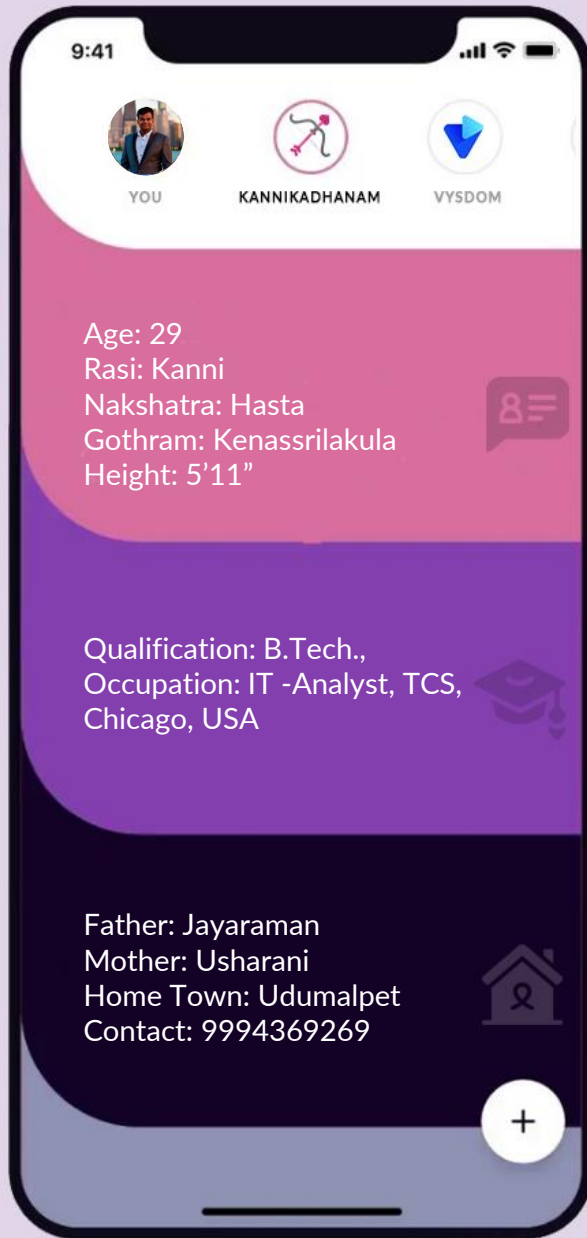 9:41
YOU
KANNIKADHANAM
VYSDOM
Age: 29
Rasi: Kanni
Nakshatra: Hasta
Gothram: Kenassrilakula
Height: 5’11”
Qualification: B.Tech.,
Occupation: IT -Analyst, TCS,
Chicago, USA
Father: Jayaraman
Mother: Usharani
Home Town: Udumalpet
Contact: 9994369269